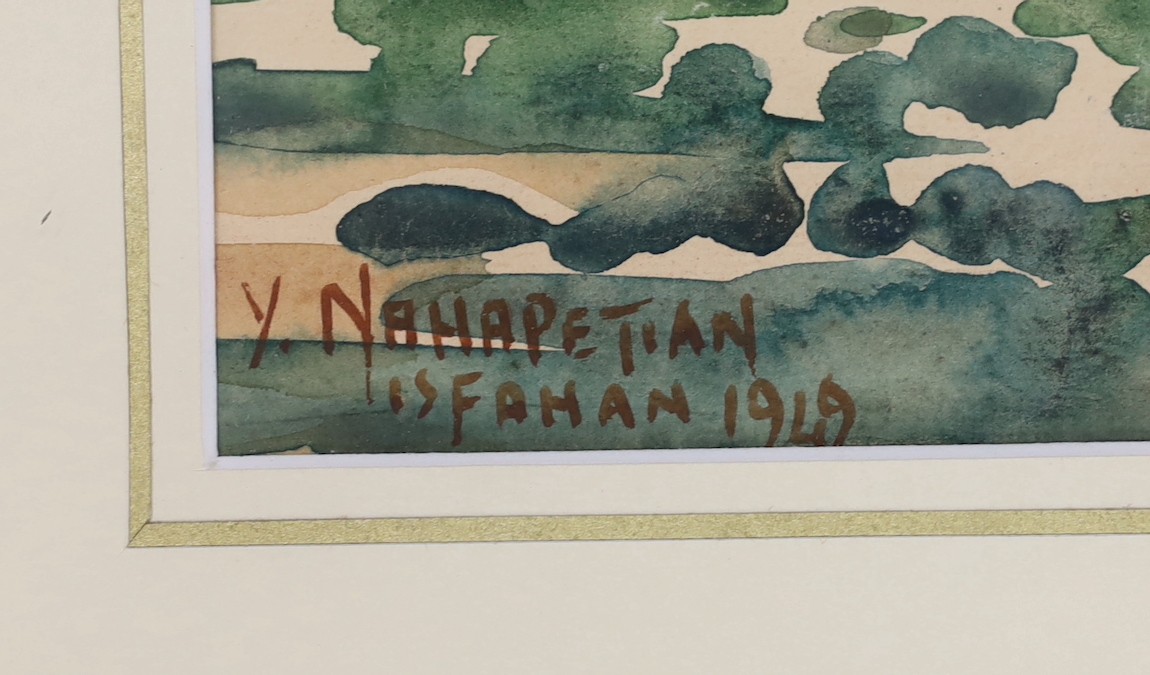 Y. NAHAPETIAN
ISFAHAN 1949